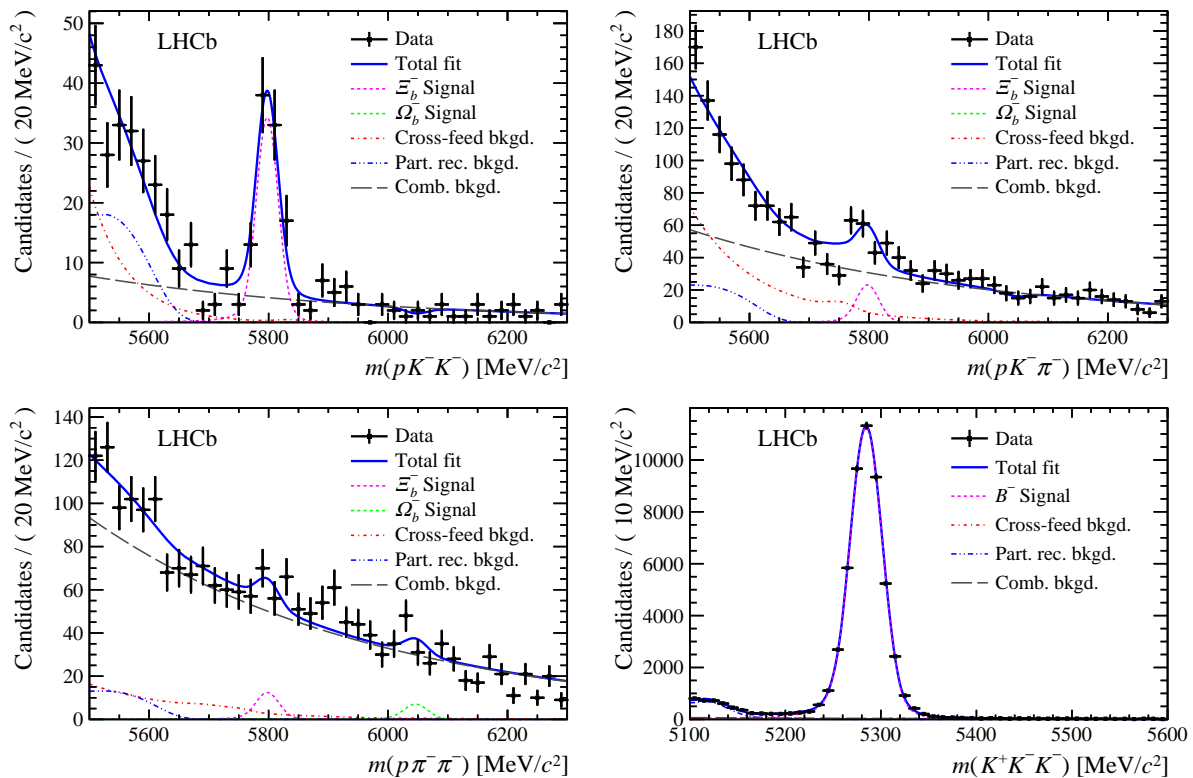 Candidates / ( 20 MeV/c² )
50
40
30
20
10
0
LHCb
Data
Total fit
Ξb⁻ Signal
Ωb⁻ Signal
Cross-feed bkgd.
Part. rec. bkgd.
Comb. bkgd.
5600 5800 6000 6200
m(pK⁻K⁻) [MeV/c²]
Candidates / ( 20 MeV/c² )
180
160
140
120
100
80
60
40
20
0
LHCb
Data
Total fit
Ξb⁻ Signal
Ωb⁻ Signal
Cross-feed bkgd.
Part. rec. bkgd.
Comb. bkgd.
5600 5800 6000 6200
m(pK⁻π⁻) [MeV/c²]
Candidates / ( 20 MeV/c² )
140
120
100
80
60
40
20
0
LHCb
Data
Total fit
Ξb⁻ Signal
Ωb⁻ Signal
Cross-feed bkgd.
Part. rec. bkgd.
Comb. bkgd.
5600 5800 6000 6200
m(pπ⁻π⁻) [MeV/c²]
Candidates / ( 10 MeV/c² )
10000
8000
6000
4000
2000
0
LHCb
Data
Total fit
B⁻ Signal
Cross-feed bkgd.
Part. rec. bkgd.
Comb. bkgd.
5100 5200 5300 5400 5500 5600
m(K⁺K⁻K⁻) [MeV/c²]